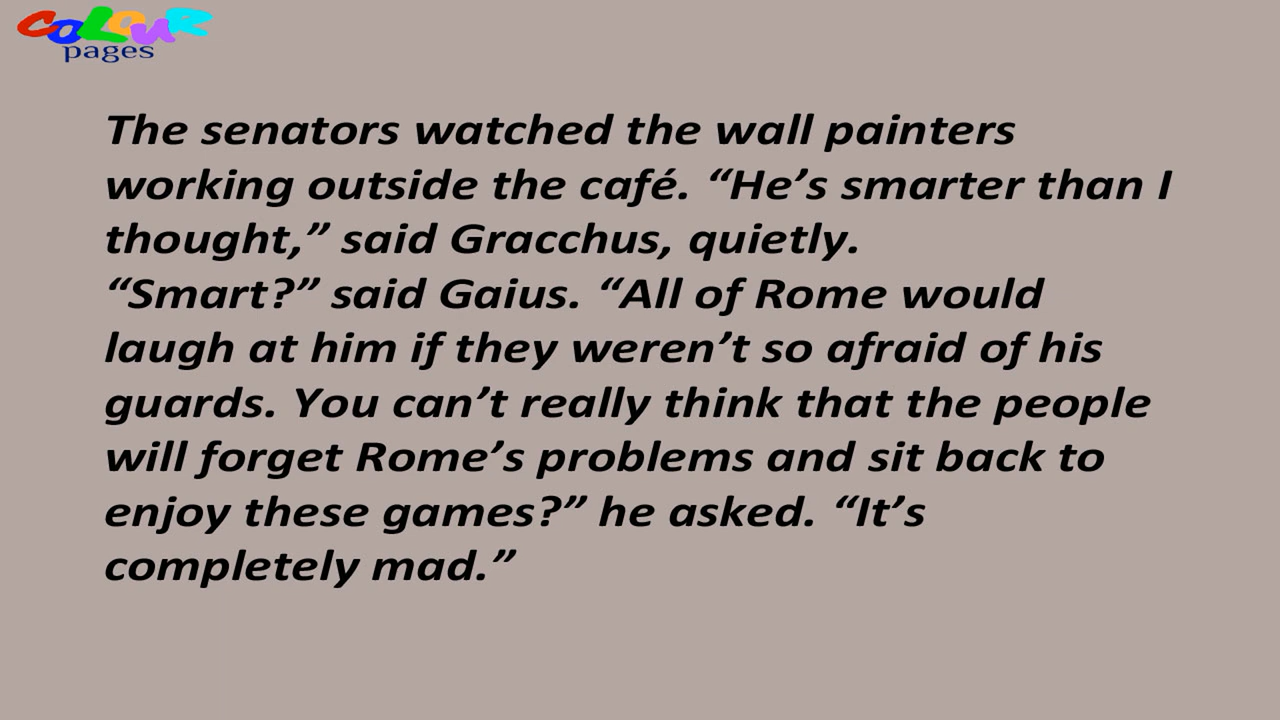 COLOUR
pages
The senators watched the wall painters
working outside the café. “He’s smarter than I
thought,” said Gracchus, quietly.
“Smart?” said Gaius. “All of Rome would
laugh at him if they weren’t so afraid of his
guards. You can’t really think that the people
will forget Rome’s problems and sit back to
enjoy these games?” he asked. “It’s
completely mad.”